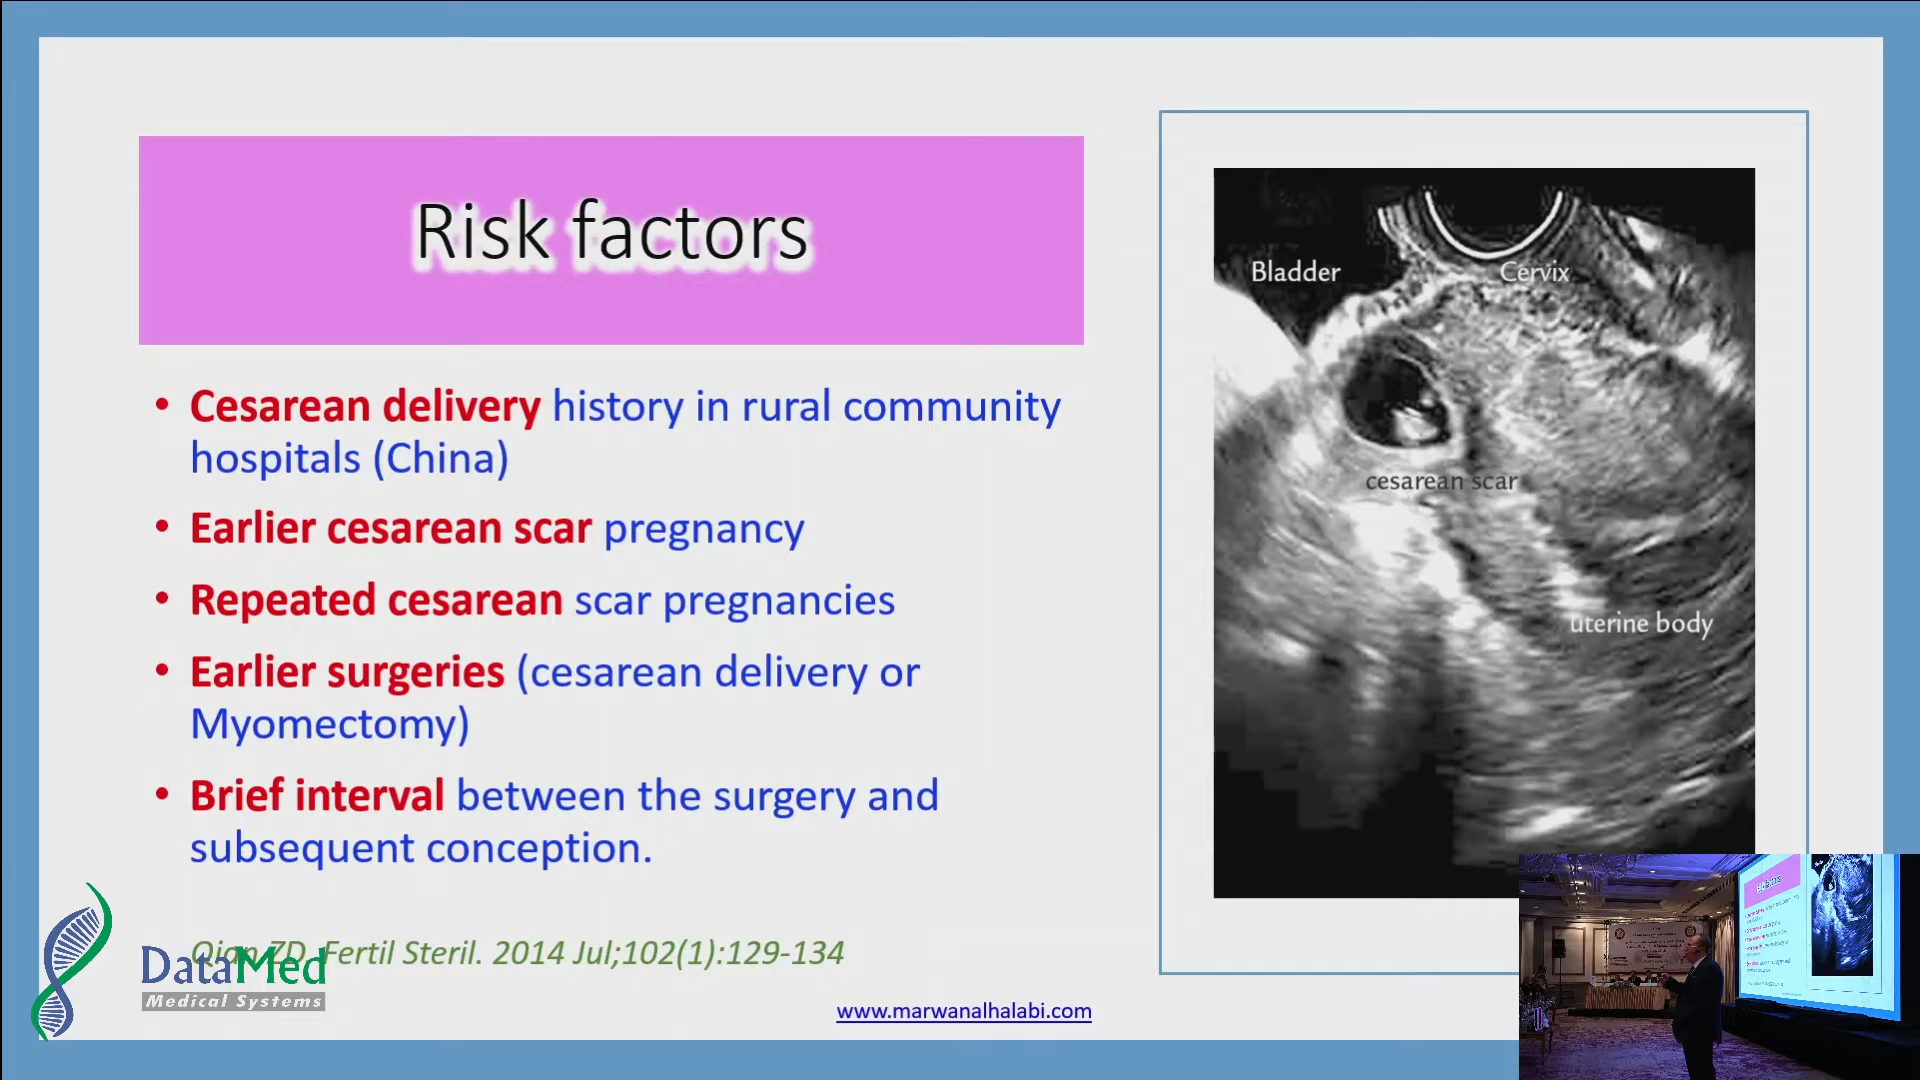 Risk factors
• Cesarean delivery history in rural community
hospitals (China)
• Earlier cesarean scar pregnancy
• Repeated cesarean scar pregnancies
• Earlier surgeries (cesarean delivery or
Myomectomy)
• Brief interval between the surgery and
subsequent conception.
Qian ZD, Fertil Steril. 2014 Jul;102(1):129-134
DataMed
Medical Systems
www.marwanalhalabi.com
Bladder
Cervix
cesarean scar
uterine body
Risk factors